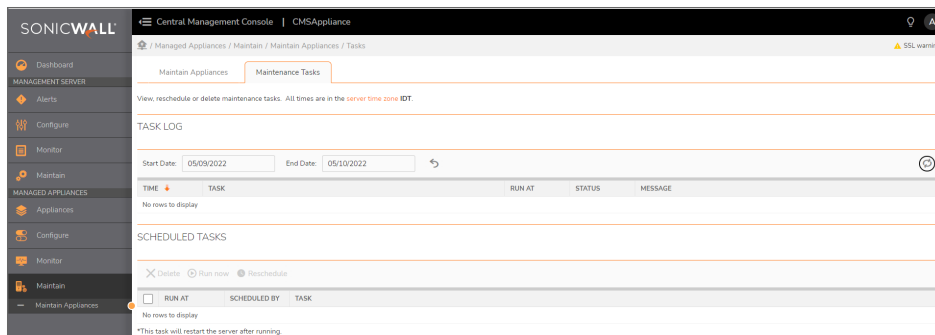 SONICWALL
Central Management Console | CMSAppliance
/ Managed Appliances / Maintain / Maintain Appliances / Tasks
Dashboard
MANAGEMENT SERVER
Alerts
Configure
Monitor
Maintain
MANAGED APPLIANCES
Appliances
Configure
Monitor
Maintain
Maintain Appliances
Maintain Appliances Maintenance Tasks
View, reschedule or delete maintenance tasks. All times are in the server time zone IDT.
TASK LOG
Start Date: 05/09/2022 End Date: 05/10/2022
TIME TASK RUN AT STATUS MESSAGE
No rows to display
SCHEDULED TASKS
Delete Run now Reschedule
RUN AT SCHEDULED BY TASK
No rows to display
*This task will restart the server after running.